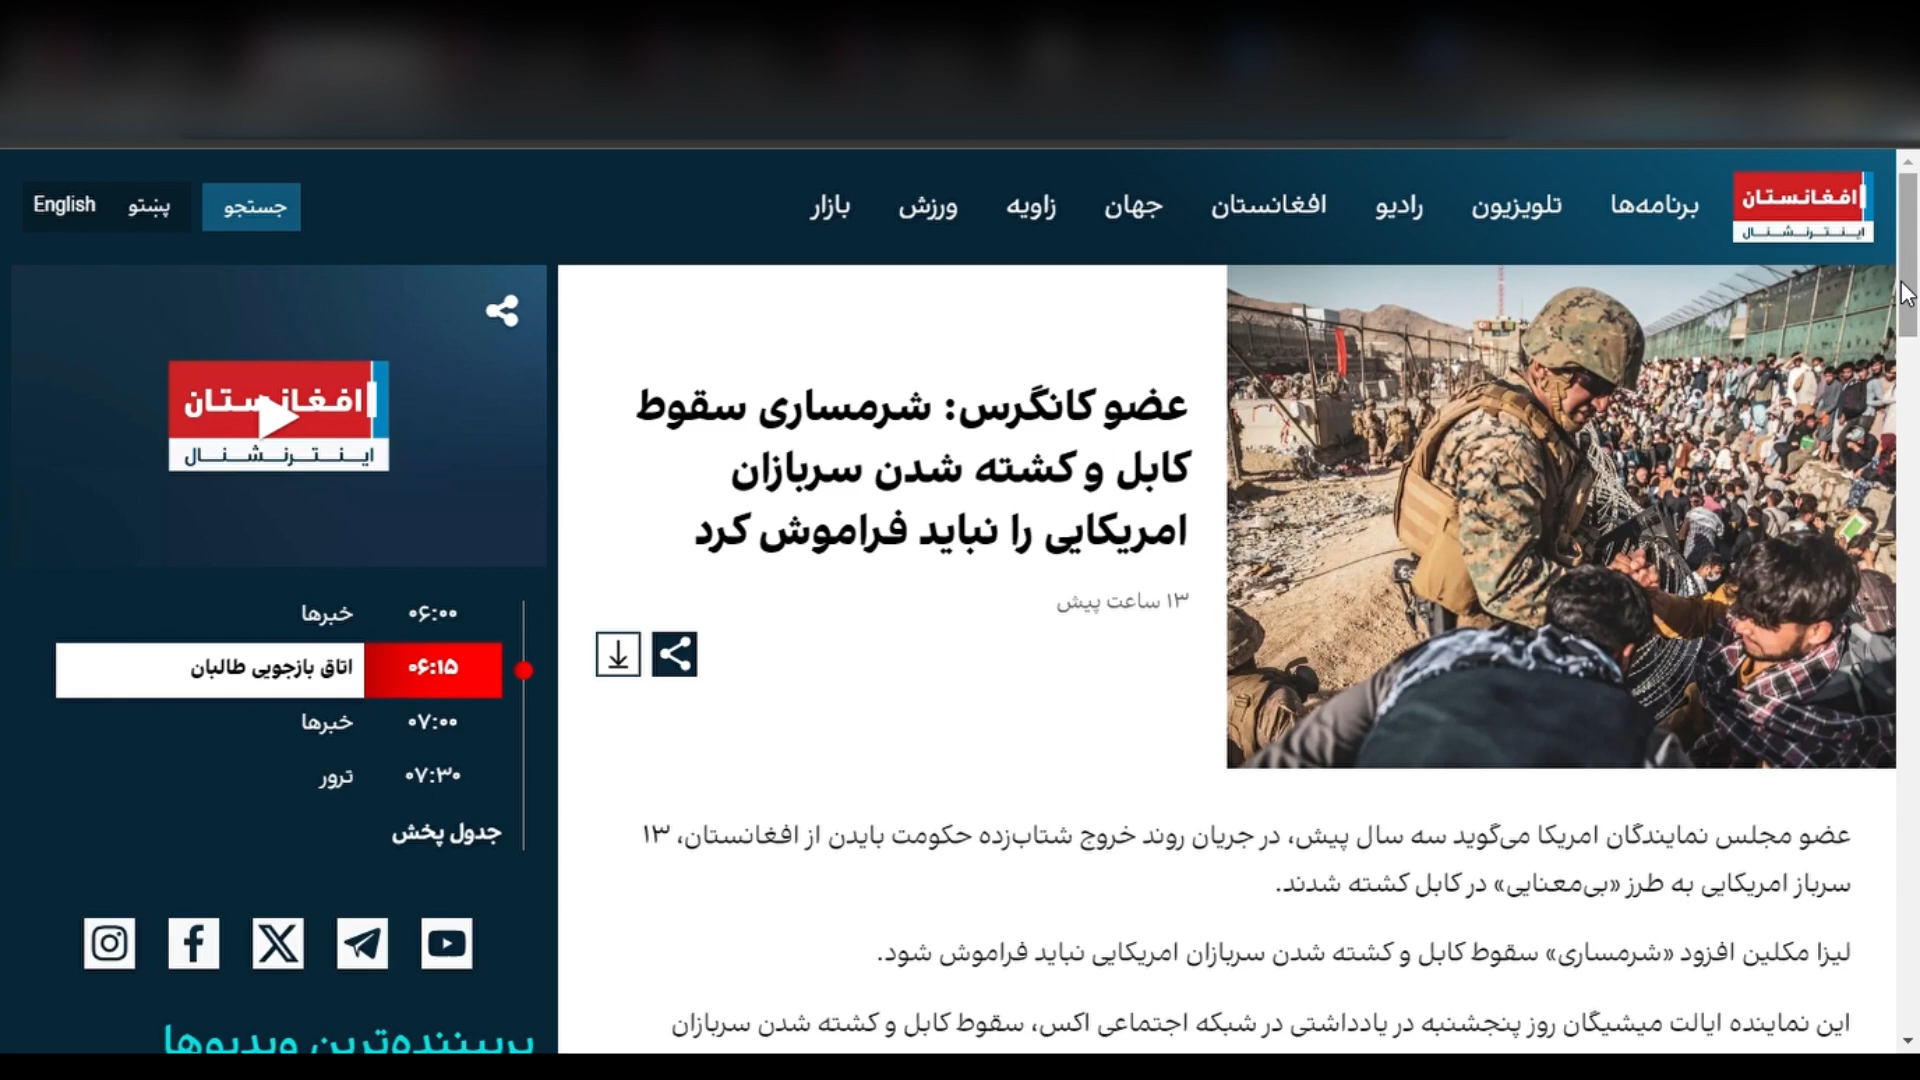 افغانستان
اینترنشنال
برنامه‌ها
تلویزیون
رادیو
افغانستان
جهان
زاویه
ورزش
بازار
جستجو
پښتو
English
عضو کانگرس: شرمساری سقوط
کابل و کشته شدن سربازان
امریکایی را نباید فراموش کرد
۱۳ ساعت پیش
عضو مجلس نمایندگان امریکا می‌گوید سه سال پیش، در جریان روند خروج شتاب‌زده حکومت بایدن از افغانستان، ۱۳
سرباز امریکایی به طرز «بی‌معنایی» در کابل کشته شدند.
لیزا مکلین افزود «شرمساری» سقوط کابل و کشته شدن سربازان امریکایی نباید فراموش شود.
این نماینده ایالت میشیگان روز پنجشنبه در یادداشتی در شبکه اجتماعی اکس، سقوط کابل و کشته شدن سربازان
افغانستان
اینترنشنال
۰۶:۰۰ خبرها
۰۶:۱۵ اتاق بازجویی طالبان
۰۷:۰۰ خبرها
۰۷:۳۰ ترور
جدول پخش
پربیننده‌ترین ویدیوها